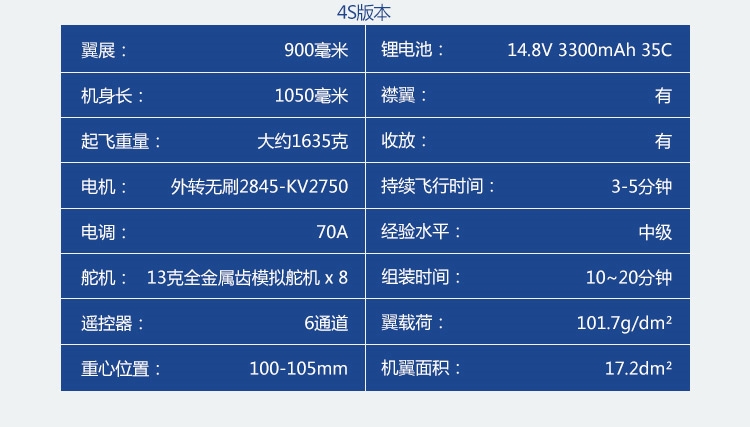 4S版本
翼展： 900毫米 锂电池： 14.8V 3300mAh 35C
机身长： 1050毫米 襟翼： 有
起飞重量： 大约1635克 收放： 有
电机： 外转无刷2845-KV2750 持续飞行时间： 3-5分钟
电调： 70A 经验水平： 中级
舵机： 13克全金属齿模拟舵机 x 8 组装时间： 10~20分钟
遥控器： 6通道 翼载荷： 101.7g/dm²
重心位置： 100-105mm 机翼面积： 17.2dm²